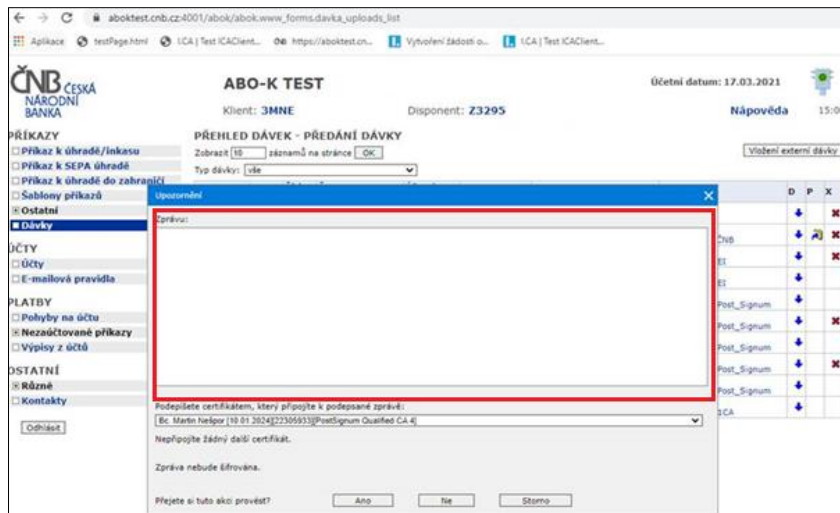 aboktest.cnb.cz:4001/abok/abok.www_forms.davka_uploads_list
Aplikace testPage.html I.CA | Test ICAClient... https://aboktest.cn... Vytvoření žádosti o... I.CA | Test ICAClient...
ČNB ČESKÁ
NÁRODNÍ
BANKA
ABO-K TEST
Účetní datum: 17.03.2021
Klient: 3MNE Disponent: Z3295 Nápověda 15:0
PŘÍKAZY
Příkaz k úhradě/inkasu
Příkaz k SEPA úhradě
Příkaz k úhradě do zahraničí
Šablony příkazů
Ostatní
Dávky
ÚČTY
Účty
E-mailová pravidla
PLATBY
Pohyby na účtu
Nezaúčtované příkazy
Výpisy z účtů
OSTATNÍ
Různé
Kontakty
Odhlásit
PŘEHLED DÁVEK - PŘEDÁNÍ DÁVKY
Zobrazit 10 záznamů na stránce OK
Vložení externí dávky
Typ dávky: vše
D P X
ČNB
EI
EI
Post_Signum
Post_Signum
Post_Signum
Post_Signum
Post_Signum
ICA
Upozornění
Zprávu:
Podepíšete certifikátem, který připojíte k podepsané zprávě:
Bc. Martin Nešpor [10 01 2024][22305933][PostSignum Qualified CA 4]
Nepřipojíte žádný další certifikát.
Zpráva nebude šifrována.
Přejete si tuto akci provést? Ano Ne Storno